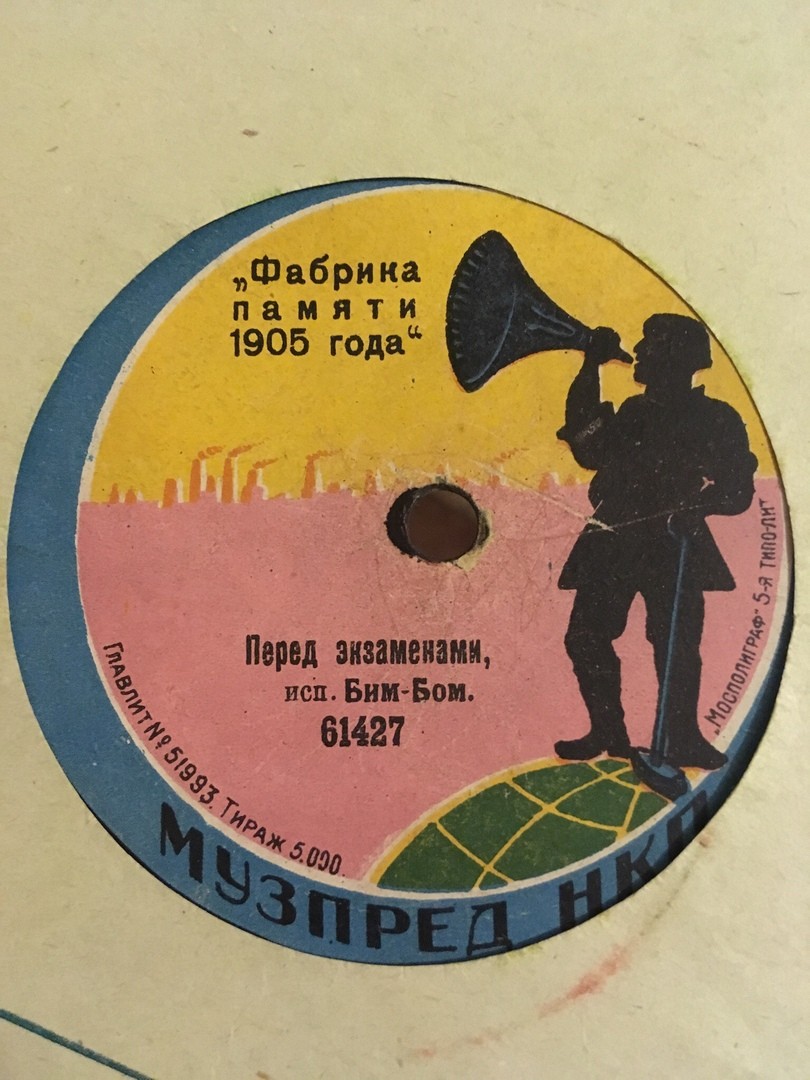 „Фабрика
памяти
1905 года“
Перед экзаменами,
исп. Бим-Бом.
61427
Главлит № 51993. Тираж 5.000.
„Мосполиграф“ 5-я типо-лит
МУЗПРЕД НКП